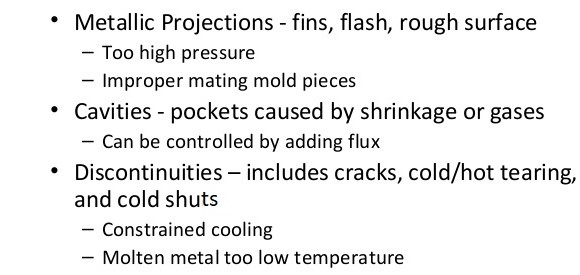 • Metallic Projections - fins, flash, rough surface
– Too high pressure
– Improper mating mold pieces
• Cavities - pockets caused by shrinkage or gases
– Can be controlled by adding flux
• Discontinuities – includes cracks, cold/hot tearing,
and cold shuts
– Constrained cooling
– Molten metal too low temperature